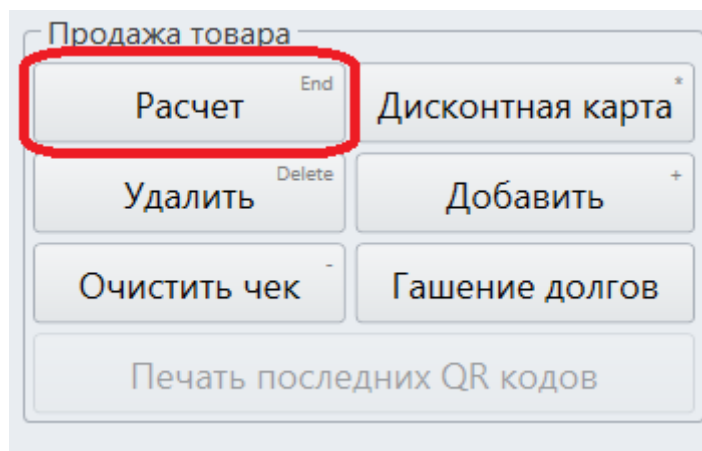 Продажа товара
Расчет End
Дисконтная карта *
Удалить Delete
Добавить +
Очистить чек -
Гашение долгов
Печать последних QR кодов